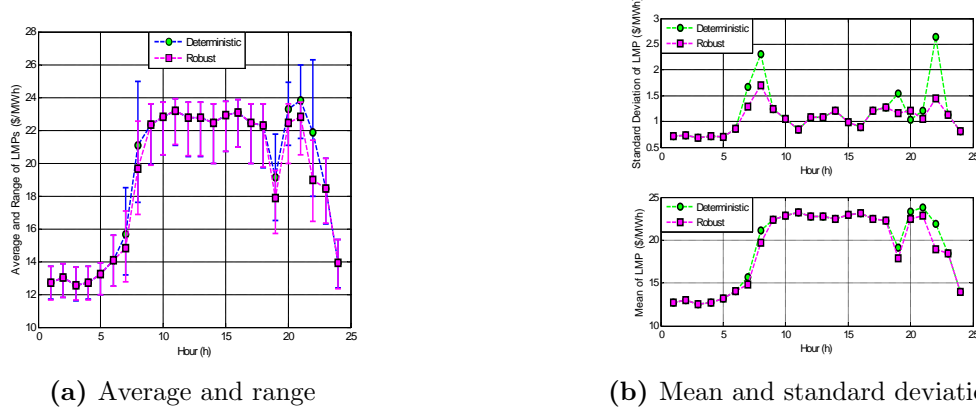 28
26
24
22
20
18
16
14
12
10
0
5
10
15
20
25
Average and Range of LMPs ($/MWh)
Hour (h)
Deterministic
Robust
(a) Average and range
3
2.5
2
1.5
1
0.5
0
5
10
15
20
25
Standard Deviation of LMP ($/MWh)
Hour (h)
Deterministic
Robust
25
20
15
10
0
5
10
15
20
25
Mean of LMP ($/MWh)
Hour (h)
Deterministic
Robust
(b) Mean and standard deviatio